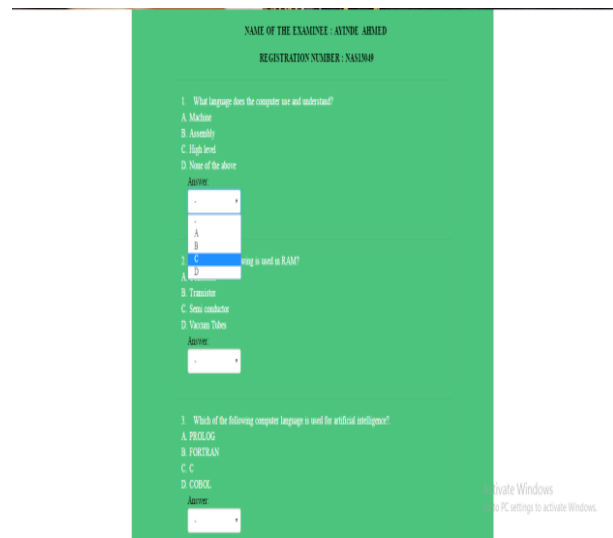 NAME OF THE EXAMINEE : AYINDE AHMED
REGISTRATION NUMBER : NAS13049
1. What language does the computer use and understand?
A. Machine
B. Assembly
C. High level
D. None of the above
Answer:
-
-
A
B
C
D
2. wing is used in RAM?
A.
B. Transistor
C. Semi conductor
D. Vaccum Tubes
Answer:
-
3. Which of the following computer language is used for artificial intelligence?
A. PROLOG
B. FORTRAN
C. C
D. COBOL
Answer:
-
Activate Windows
to PC settings to activate Windows.